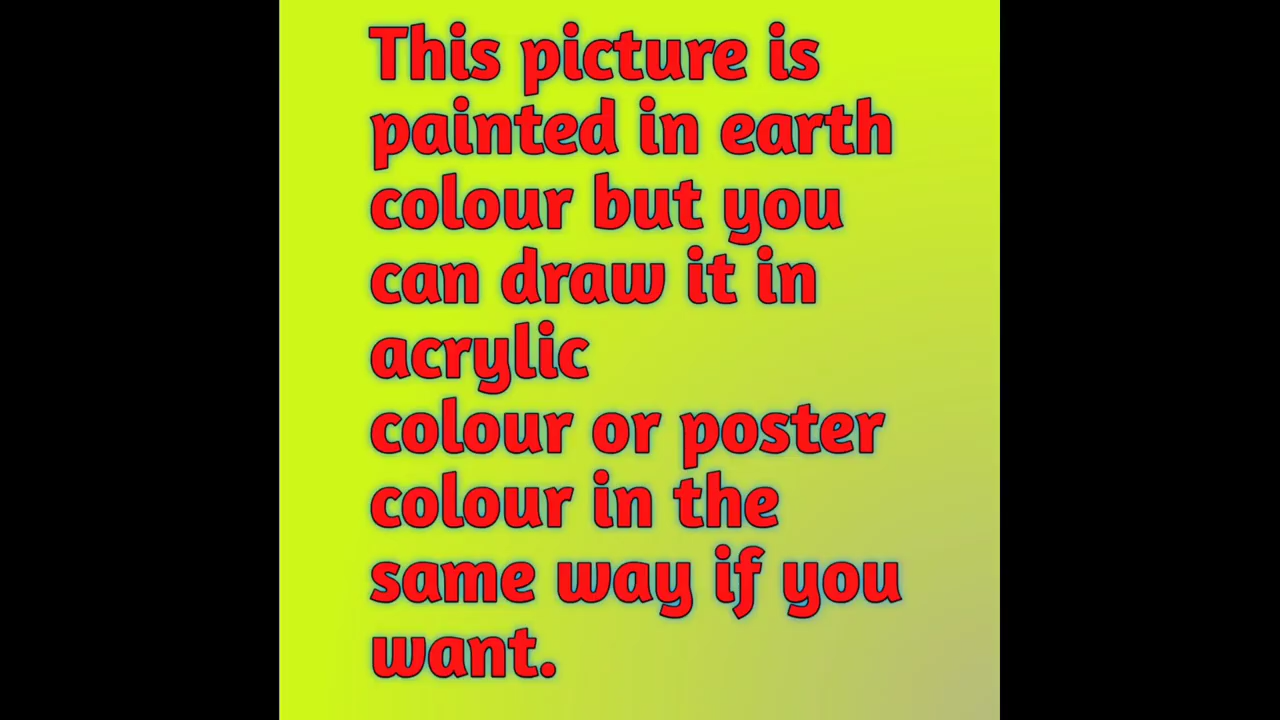 This picture is
painted in earth
colour but you
can draw it in
acrylic
colour or poster
colour in the
same way if you
want.